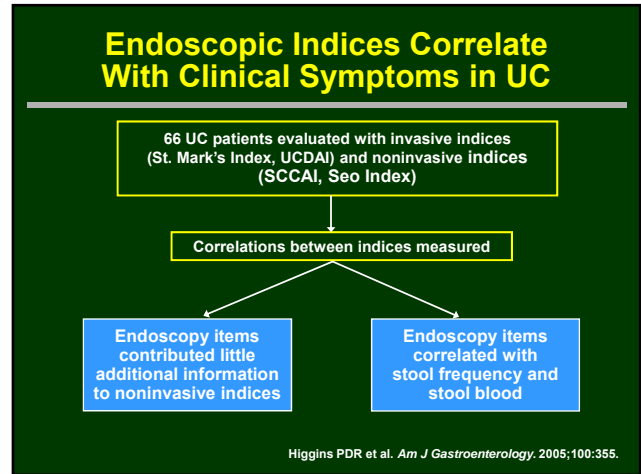 Endoscopic Indices Correlate
With Clinical Symptoms in UC
66 UC patients evaluated with invasive indices
(St. Mark's Index, UCDAI) and noninvasive indices
(SCCAI, Seo Index)
Correlations between indices measured
Endoscopy items
contributed little
additional information
to noninvasive indices
Endoscopy items
correlated with
stool frequency and
stool blood
Higgins PDR et al. Am J Gastroenterology. 2005;100:355.